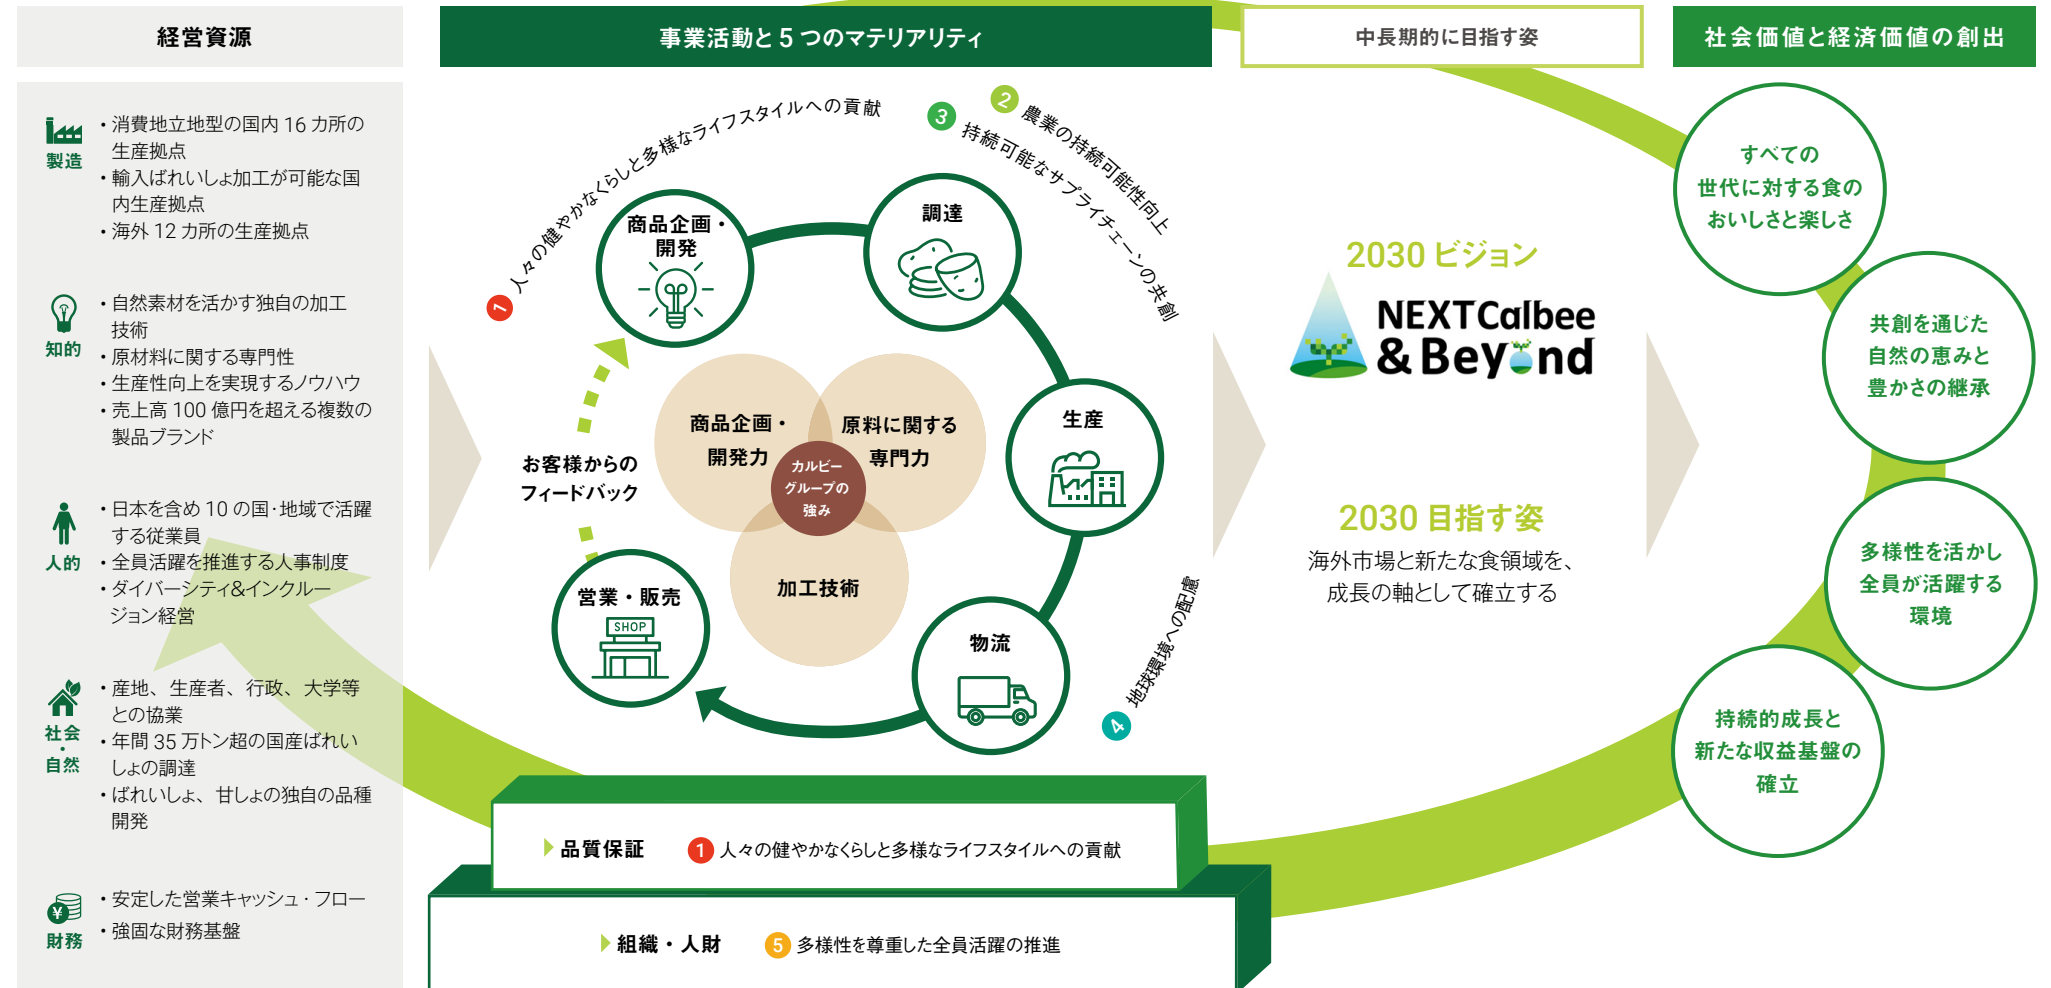 経営資源
事業活動と5つのマテリアリティ
中長期的に目指す姿
社会価値と経済価値の創出
製造
・消費地立地型の国内 16 カ所の
生産拠点
・輸入ばれいしょ加工が可能な国
内生産拠点
・海外 12 カ所の生産拠点
知的
・自然素材を活かす独自の加工
技術
・原材料に関する専門性
・生産性向上を実現するノウハウ
・売上高 100 億円を超える複数の
製品ブランド
人的
・日本を含め 10 の国・地域で活躍
する従業員
・全員活躍を推進する人事制度
・ダイバーシティ&インクルー
ジョン経営
社会
・
自然
・産地、生産者、行政、大学等
との協業
・年間 35 万トン超の国産ばれい
しょの調達
・ばれいしょ、甘しょの独自の品種
開発
財務
・安定した営業キャッシュ・フロー
・強固な財務基盤
1 人々の健やかなくらしと多様なライフスタイルへの貢献
2 農業の持続可能性向上
3 持続可能なサプライチェーンの共創
4 地球環境への配慮
商品企画・
開発
調達
生産
物流
営業・販売
SHOP
お客様からの
フィードバック
商品企画・
開発力
原料に関する
専門力
カルビー
グループの
強み
加工技術
品質保証 1 人々の健やかなくらしと多様なライフスタイルへの貢献
組織・人財 5 多様性を尊重した全員活躍の推進
2030 ビジョン
NEXT Calbee
& Beyond
2030 目指す姿
海外市場と新たな食領域を、
成長の軸として確立する
すべての
世代に対する食の
おいしさと楽しさ
共創を通じた
自然の恵みと
豊かさの継承
多様性を活かし
全員が活躍する
環境
持続的成長と
新たな収益基盤の
確立